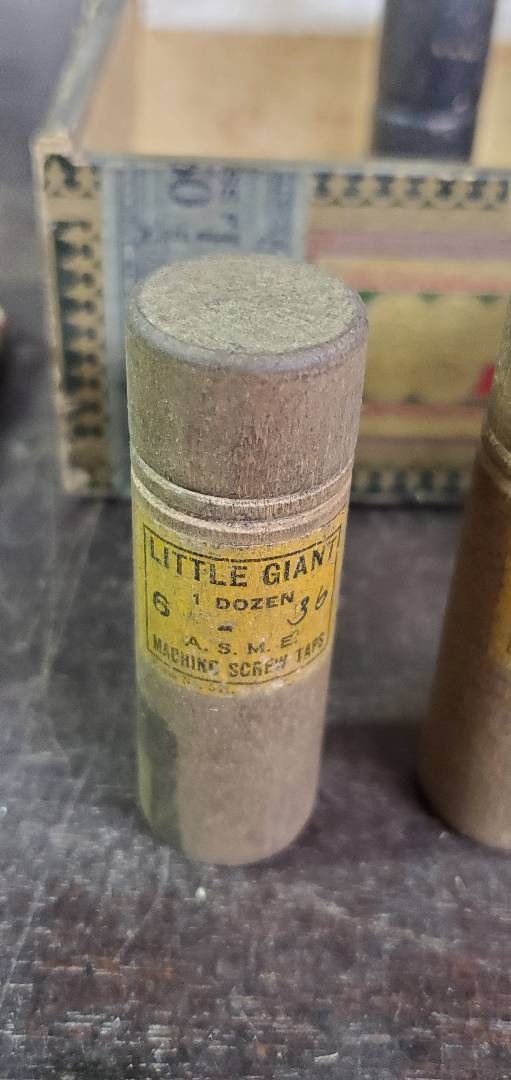 LITTLE GIANT
1 DOZEN
6 - 36
A. S. M. E.
MACHINE SCREW TAPS